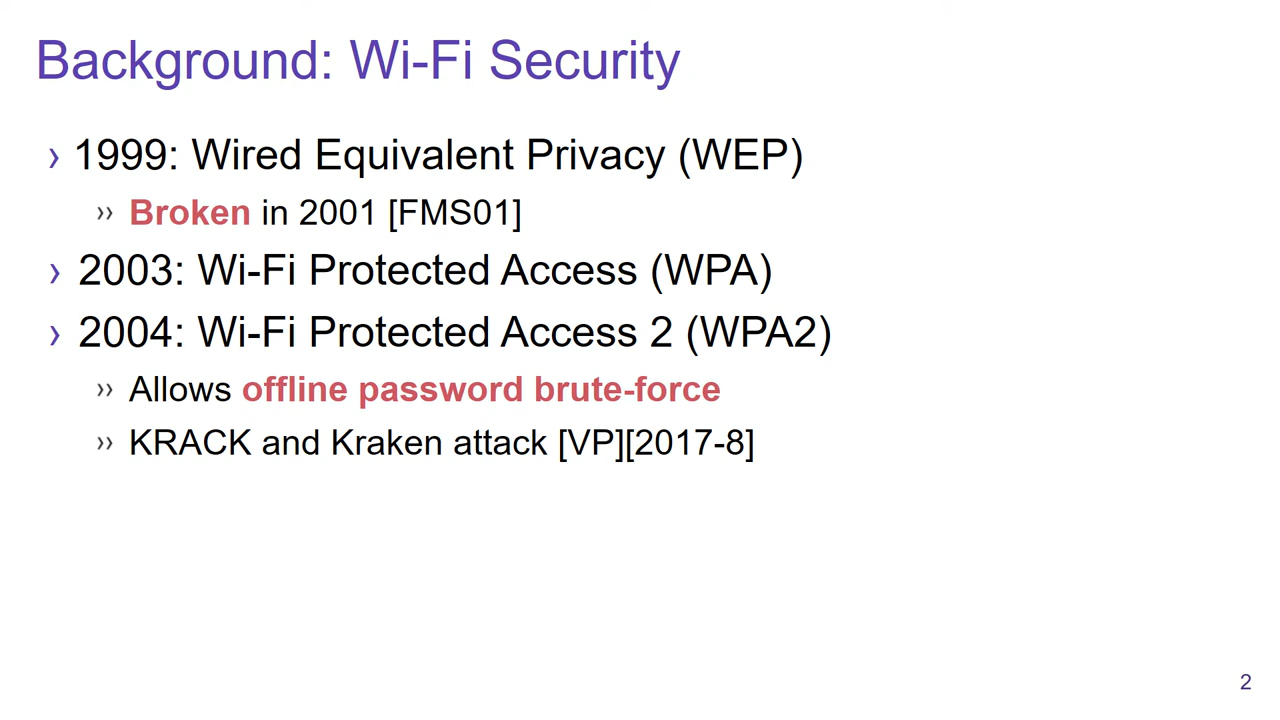 Background: Wi-Fi Security
› 1999: Wired Equivalent Privacy (WEP)
›› Broken in 2001 [FMS01]
› 2003: Wi-Fi Protected Access (WPA)
› 2004: Wi-Fi Protected Access 2 (WPA2)
›› Allows offline password brute-force
›› KRACK and Kraken attack [VP][2017-8]
2